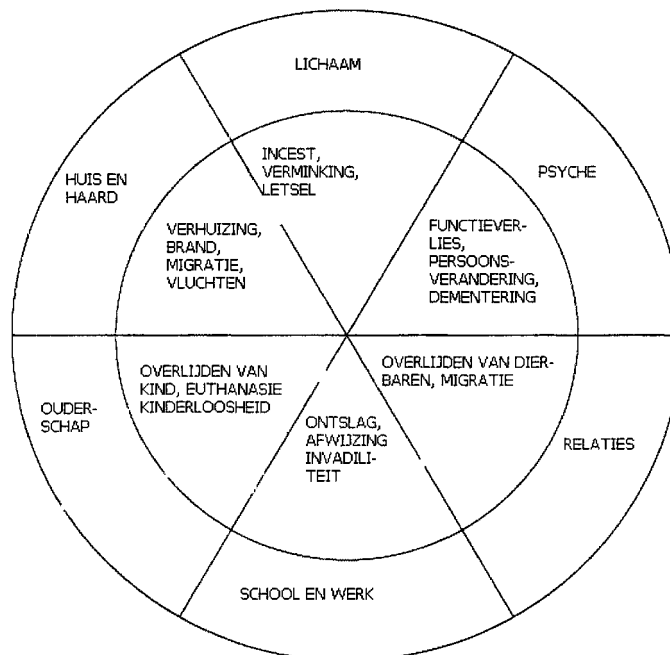 LICHAAM
INCEST,
VERMINKING,
LETSEL
PSYCHE
FUNCTIEVER-
LIES,
PERSOONS-
VERANDERING,
DEMENTERING
HUIS EN
HAARD
VERHUIZING,
BRAND,
MIGRATJE,
VLUCHTEN
OVERLIJDEN VAN
KIND, EUTHANASIE
KINDERLOOSHEID
OUDER-
SCHAP
OVERLIJDEN VAN DIER-
BAREN, MIGRATIE
RELATIES
ONTSLAG,
AFWIJZING
INVADILI-
TEIT
SCHOOL EN WERK